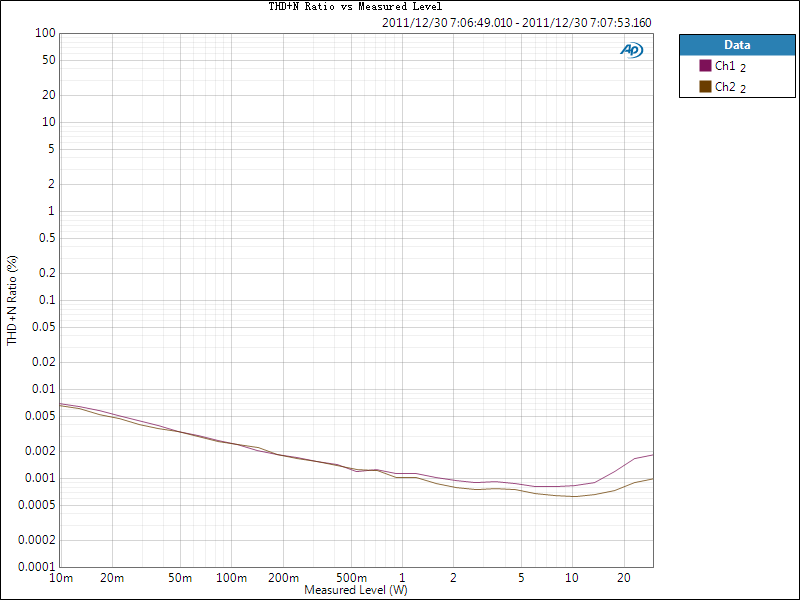 THD+N Ratio vs Measured Level
2011/12/30 7:06:49.010 - 2011/12/30 7:07:53.160
AP
Data
Ch1 2
Ch2 2
THD+N Ratio (%)
100
50
20
10
5
2
1
0.5
0.2
0.1
0.05
0.02
0.01
0.005
0.002
0.001
0.0005
0.0002
0.0001
10m 20m 50m 100m 200m 500m 1 2 5 10 20
Measured Level (W)